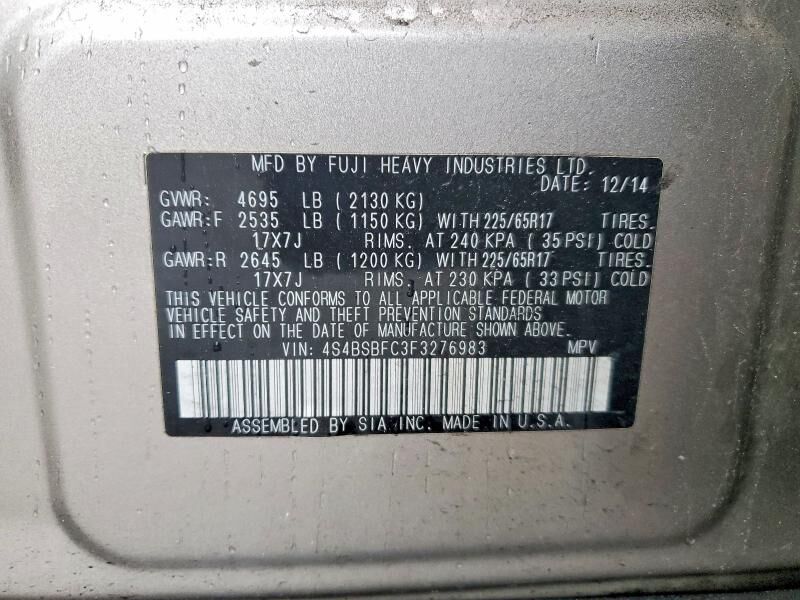 MFD BY FUJI HEAVY INDUSTRIES LTD.
DATE: 12/14
GVWR: 4695 LB ( 2130 KG)
GAWR:F 2535 LB ( 1150 KG) WITH 225/65R17 TIRES.
17X7J RIMS. AT 240 KPA ( 35 PSI) COLD
GAWR:R 2645 LB ( 1200 KG) WITH 225/65R17 TIRES.
17X7J RIMS. AT 230 KPA ( 33 PSI) COLD
THIS VEHICLE CONFORMS TO ALL APPLICABLE FEDERAL MOTOR
VEHICLE SAFETY AND THEFT PREVENTION STANDARDS
IN EFFECT ON THE DATE OF MANUFACTURE SHOWN ABOVE.
VIN: 4S4BSBFC3F3276983 MPV
ASSEMBLED BY SIA INC. MADE IN U.S.A.